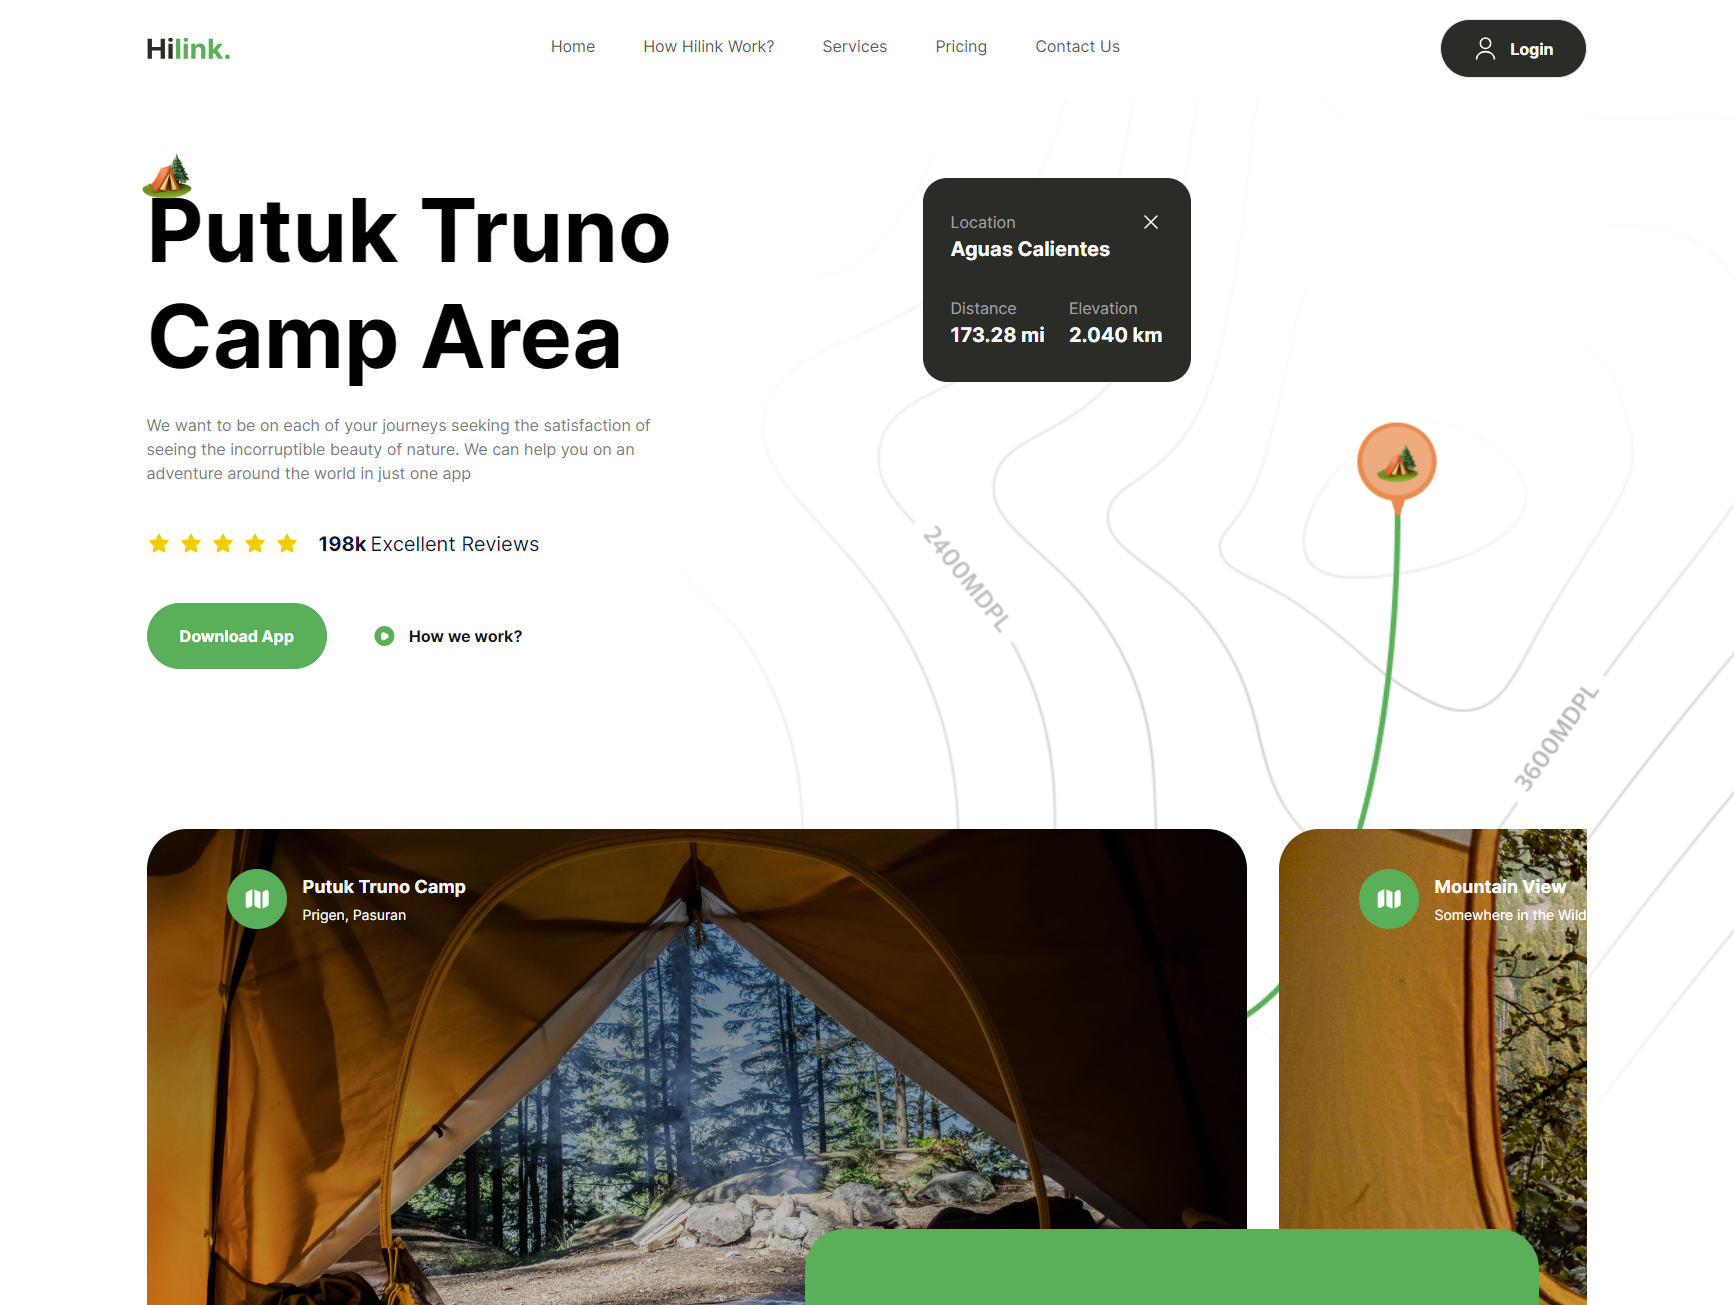 Hilink.
Home
How Hilink Work?
Services
Pricing
Contact Us
Login
Putuk Truno
Camp Area
We want to be on each of your journeys seeking the satisfaction of
seeing the incorruptible beauty of nature. We can help you on an
adventure around the world in just one app
198k Excellent Reviews
Download App
How we work?
Location
Aguas Calientes
Distance
173.28 mi
Elevation
2.040 km
2400MDPL
3600MDPL
Putuk Truno Camp
Prigen, Pasuran
Mountain View
Somewhere in the Wild